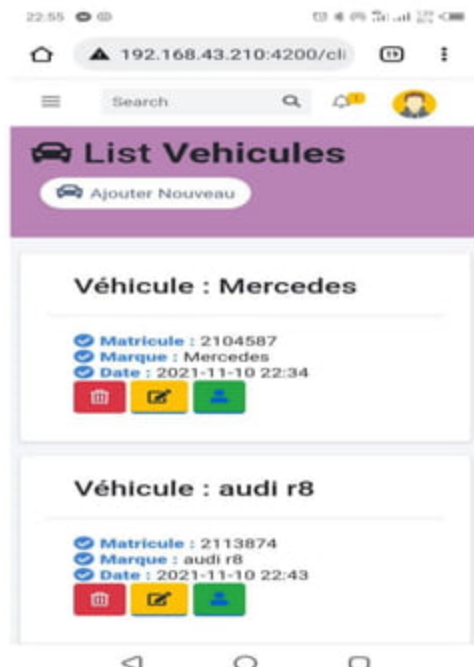 22:55
192.168.43.210:4200/cli
19
Search
List Vehicules
Ajouter Nouveau
Véhicule : Mercedes
Matricule : 2104587
Marque : Mercedes
Date : 2021-11-10 22:34
Véhicule : audi r8
Matricule : 2113874
Marque : audi r8
Date : 2021-11-10 22:43